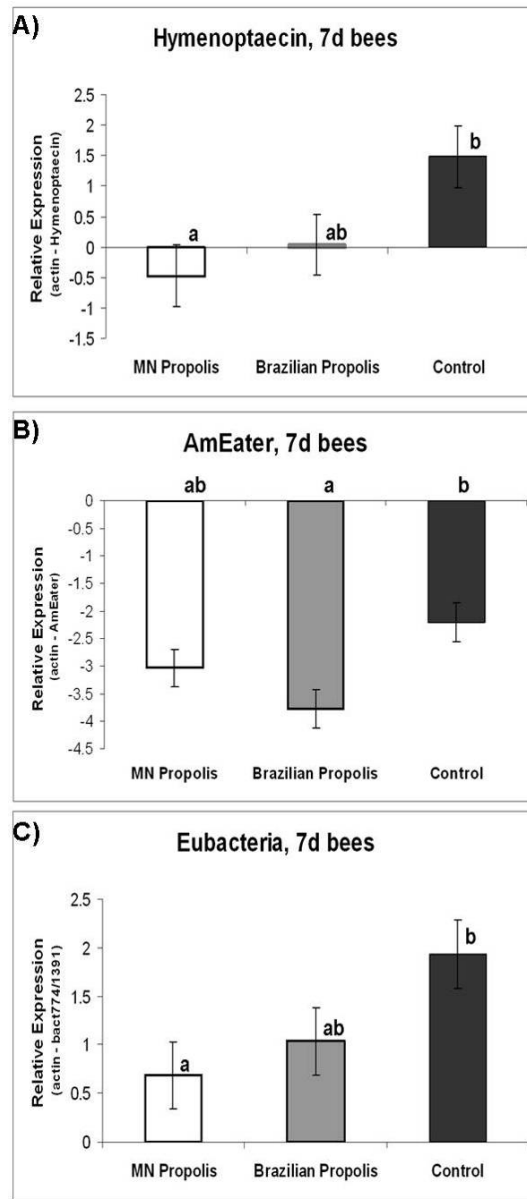 A)
Hymenoptaecin, 7d bees
Relative Expression
(actin - Hymenoptaecin)
2.5
2
1.5
1
0.5
0
-0.5
-1
-1.5
a
ab
b
MN Propolis Brazilian Propolis Control
B)
AmEater, 7d bees
Relative Expression
(actin - AmEater)
0
-0.5
-1
-1.5
-2
-2.5
-3
-3.5
-4
-4.5
ab
a
b
MN Propolis Brazilian Propolis Control
C)
Eubacteria, 7d bees
Relative Expression
(actin - bact774/1391)
2.5
2
1.5
1
0.5
0
a
ab
b
MN Propolis Brazilian Propolis Control